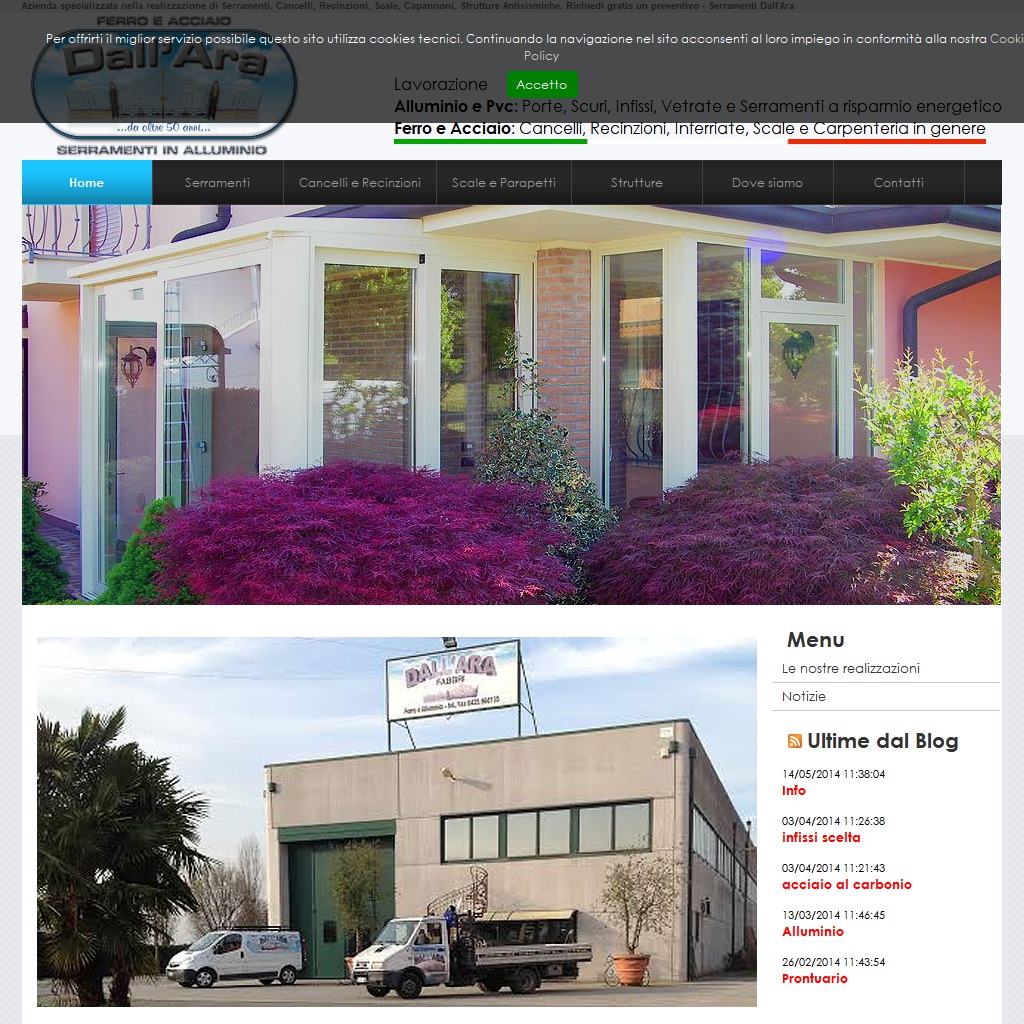 Azienda specializzata nella realizzazione di Serramenti, Cancelli, Recinzioni, Scale, Capannoni, Strutture Antisismiche. Richiedi gratis un preventivo - Serramenti Dall'Ara
FERRO E ACCIAIO
Per offrirti il miglior servizio possibile questo sito utilizza cookies tecnici. Continuando la navigazione nel sito acconsenti al loro impiego in conformità alla nostra Cooki
Policy
Dall'Ara
...da oltre 50 anni...
SERRAMENTI IN ALLUMINIO
Lavorazione
Accetto
Alluminio e Pvc: Porte, Scuri, Infissi, Vetrate e Serramenti a risparmio energetico
Ferro e Acciaio: Cancelli, Recinzioni, Inferriate, Scale e Carpenteria in genere
Home
Serramenti
Cancelli e Recinzioni
Scale e Parapetti
Strutture
Dove siamo
Contatti
DALL'ARA
FABBRI
Ferro e Alluminio
Menu
Le nostre realizzazioni
Notizie
Ultime dal Blog
14/05/2014 11:38:04
Info
03/04/2014 11:26:38
infissi scelta
03/04/2014 11:21:43
acciaio al carbonio
13/03/2014 11:46:45
Alluminio
26/02/2014 11:43:54
Prontuario